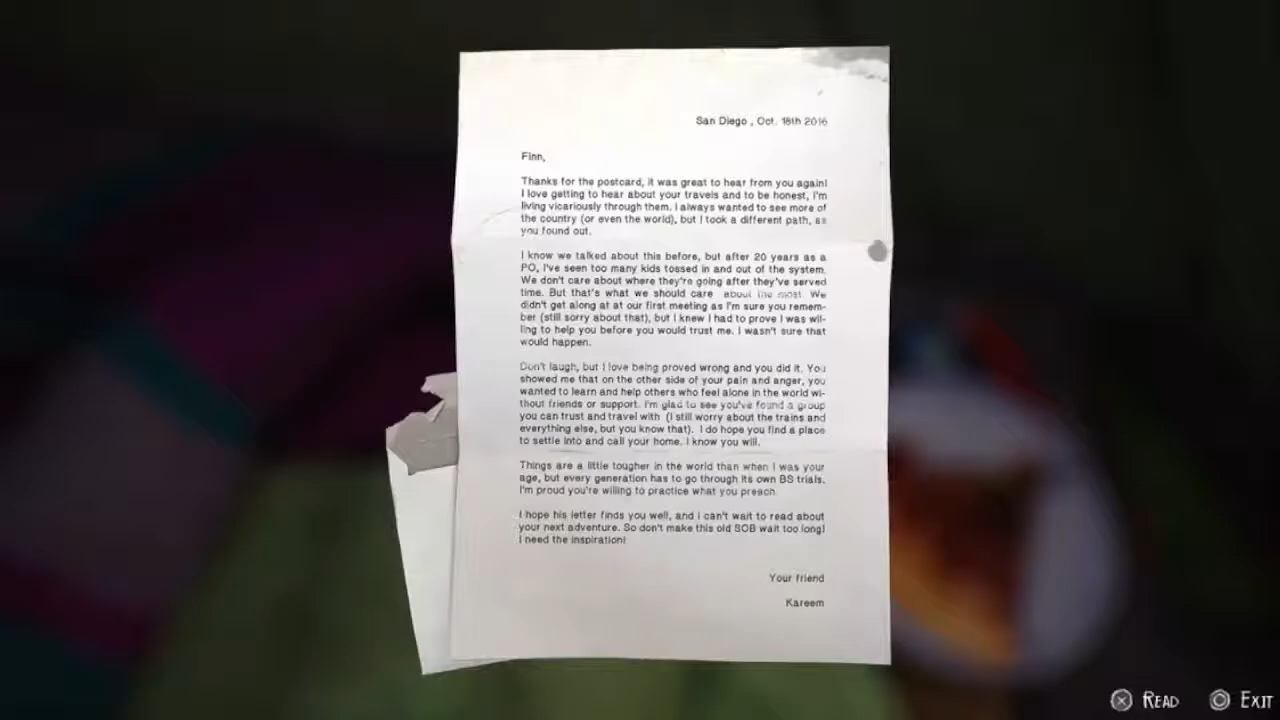 San Diego , Oct. 18th 2016
Finn,
Thanks for the postcard, it was great to hear from you again!
I love getting to hear about your travels and to be honest, I'm
living vicariously through them. I always wanted to see more of
the country (or even the world), but I took a different path, as
you found out.
I know we talked about this before, but after 20 years as a
PO, I've seen too many kids tossed in and out of the system.
We don't care about where they're going after they've served
time. But that's what we should care about the most. We
didn't get along at at our first meeting as I'm sure you remem-
ber (still sorry about that), but I knew I had to prove I was wil-
ling to help you before you would trust me. I wasn't sure that
would happen.
Don't laugh, but I love being proved wrong and you did it. You
showed me that on the other side of your pain and anger, you
wanted to learn and help others who feel alone in the world wi-
thout friends or support. I'm glad to see you've found a group
you can trust and travel with (I still worry about the trains and
everything else, but you know that). I do hope you find a place
to settle into and call your home. I know you will.
Things are a little tougher in the world than when I was your
age, but every generation has to go through its own BS trials.
I'm proud you're willing to practice what you preach
I hope his letter finds you well, and I can't wait to read about
your next adventure. So don't make this old SOB wait too long!
I need the inspiration!
Your friend
Kareem
READ EXIT